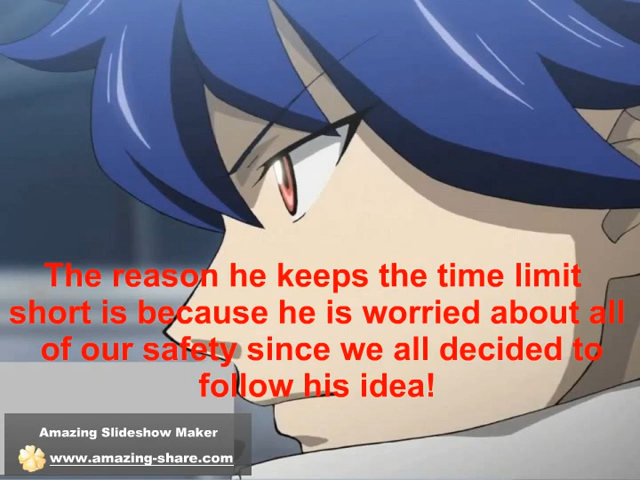 The reason he keeps the time limit
short is because he is worried about all
of our safety since we all decided to
follow his idea!
Amazing Slideshow Maker
www.amazing-share.com